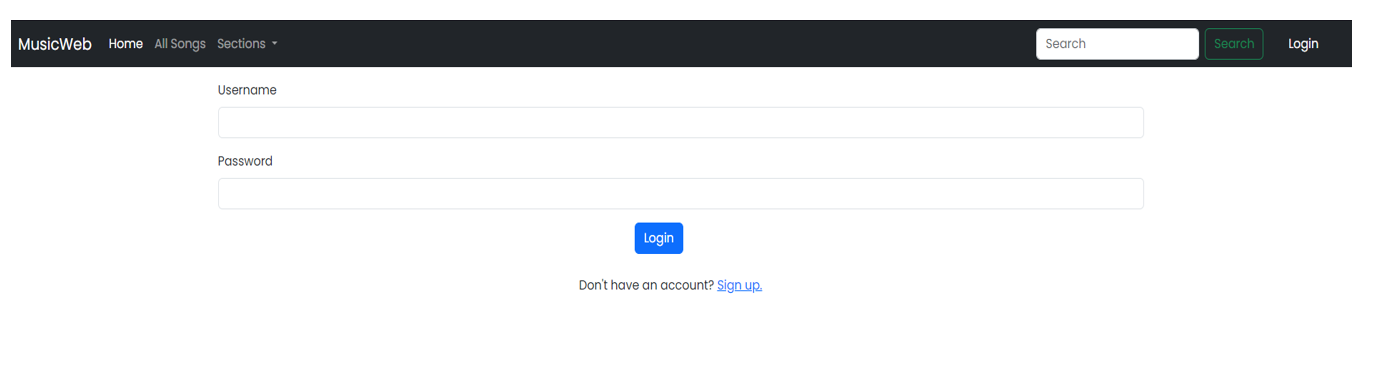 MusicWeb Home All Songs Sections Search Search Login
Username
Password
Login
Don't have an account? Sign up.